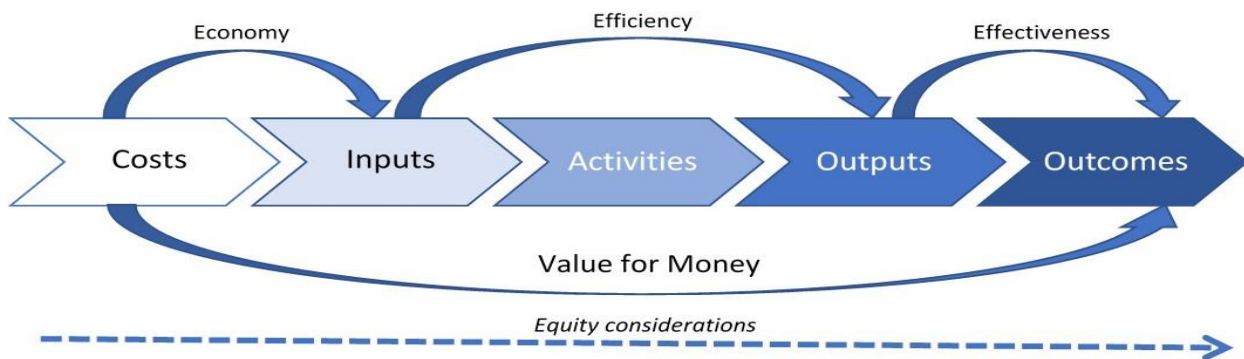 Economy
Efficiency
Effectiveness
Costs
Inputs
Activities
Outputs
Outcomes
Value for Money
Equity considerations